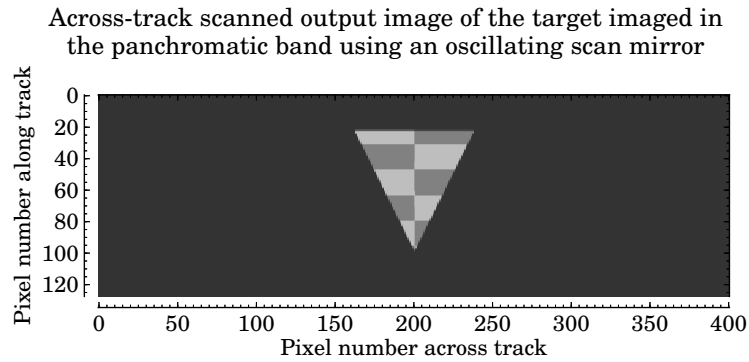 Across-track scanned output image of the target imaged in
the panchromatic band using an oscillating scan mirror
Pixel number along track
0
20
40
60
80
100
120
0 50 100 150 200 250 300 350 400
Pixel number across track